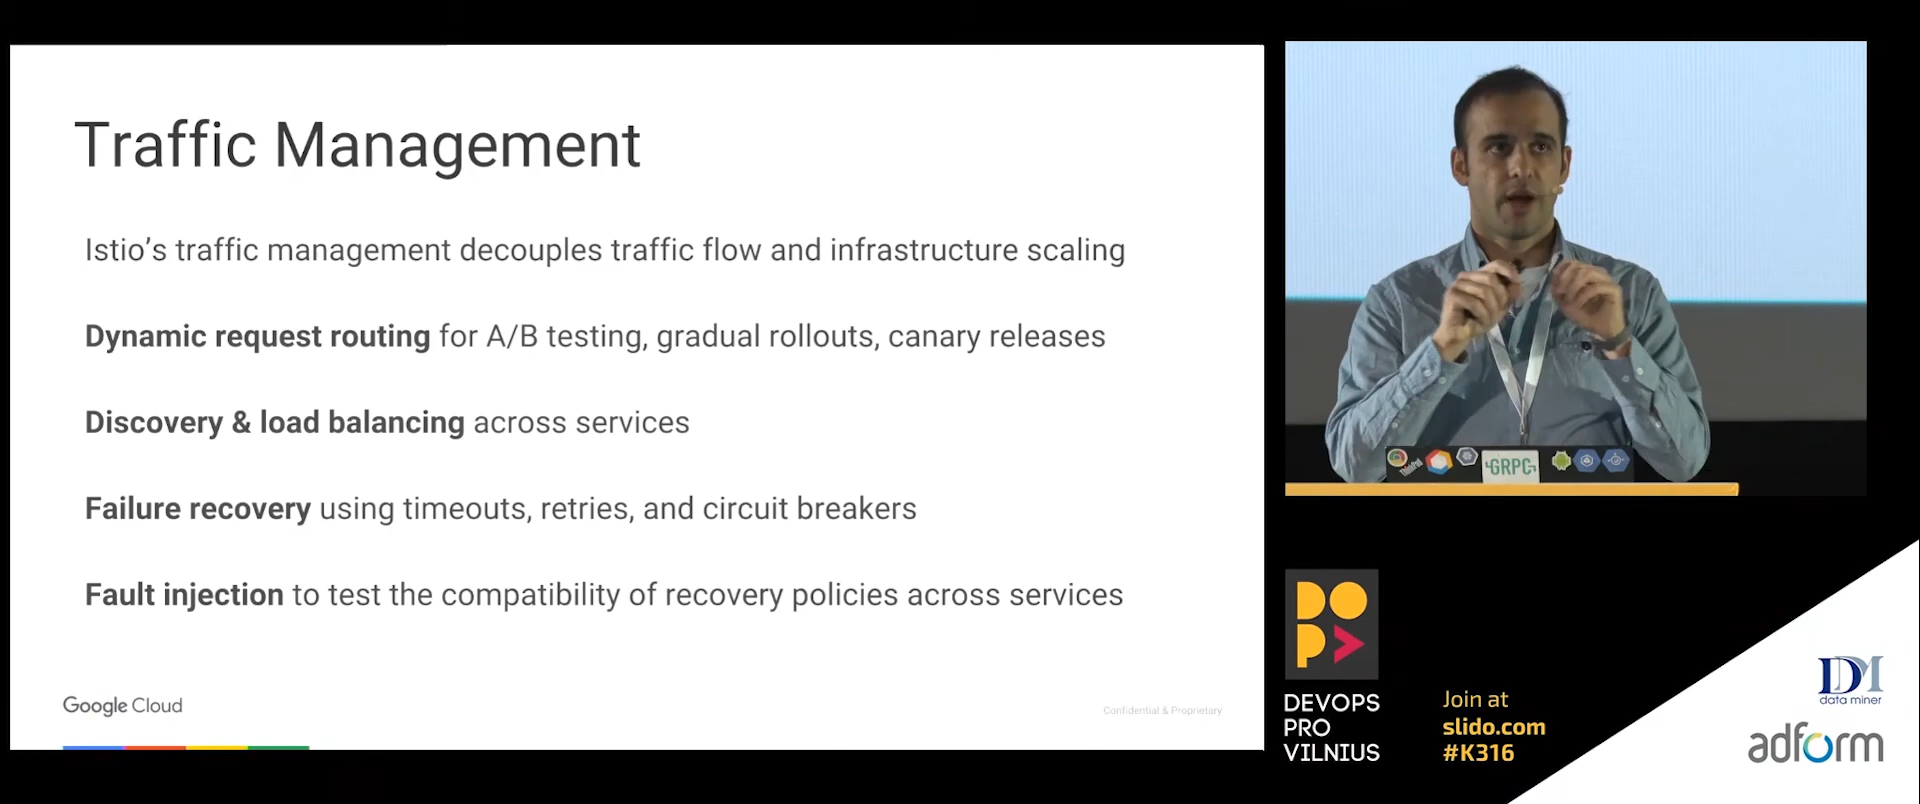 Traffic Management
Istio’s traffic management decouples traffic flow and infrastructure scaling
Dynamic request routing for A/B testing, gradual rollouts, canary releases
Discovery & load balancing across services
Failure recovery using timeouts, retries, and circuit breakers
Fault injection to test the compatibility of recovery policies across services
Google Cloud
Confidential & Proprietary
ThinkPad
GRPC
DOP>
DEVOPS
PRO
VILNIUS
Join at
slido.com
#K316
DM
data miner
adform